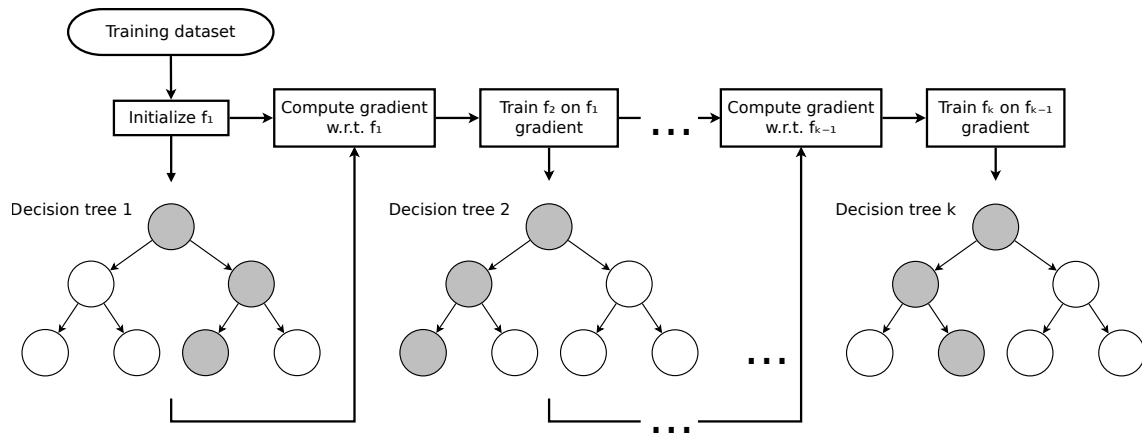 Training dataset
Initialize f₁
Compute gradient
w.r.t. f₁
Train f₂ on f₁
gradient
...
Compute gradient
w.r.t. fₖ₋₁
Train fₖ on fₖ₋₁
gradient
Decision tree 1
Decision tree 2
Decision tree k
...
...